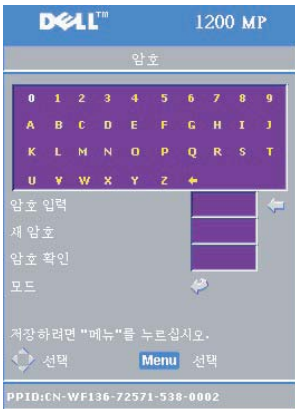 DELL™ 1200 MP
암호
0 1 2 3 4 5 6 7 8 9
A B C D E F G H I J
K L M N O P Q R S T
U V W X Y Z ←
암호 입력
새 암호
암호 확인
모드
저장하려면 "메뉴"를 누르십시오.
선택 Menu 선택
PPID:CN-WF136-72571-538-0002